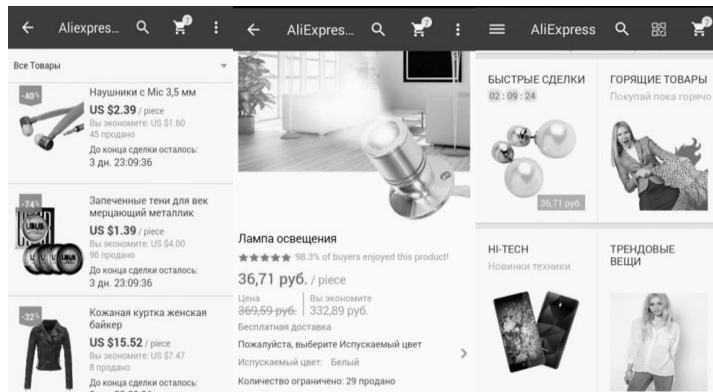 Aliexpres...
7
Все Товары
-40%
Наушники с Mic 3,5 мм
US $2.39 / piece
Вы экономите: US $1.60
45 продано
До конца сделки осталось:
3 дн. 23:09:36
-74%
Запеченные тени для век
мерцающий металлик
US $1.39 / piece
Вы экономите: US $4.00
96 продано
До конца сделки осталось:
3 дн. 23:09:36
-32%
Кожаная куртка женская
байкер
US $15.52 / piece
Вы экономите: US $7.47
8 продано
До конца сделки осталось:
AliExpres...
7
Лампа освещения
98.3% of buyers enjoyed this product!
36,71 руб. / piece
Цена
Вы экономите
369,59 руб.
332,89 руб.
Бесплатная доставка
Пожалуйста, выберите Испускаемый цвет
Испускаемый цвет: Белый
Количество ограничено: 29 продано
AliExpress
7
БЫСТРЫЕ СДЕЛКИ
02 : 09 : 24
36,71 руб.
ГОРЯЩИЕ ТОВАРЫ
Покупай пока горячо
HI-TECH
Новинки техники
ТРЕНДОВЫЕ
ВЕЩИ